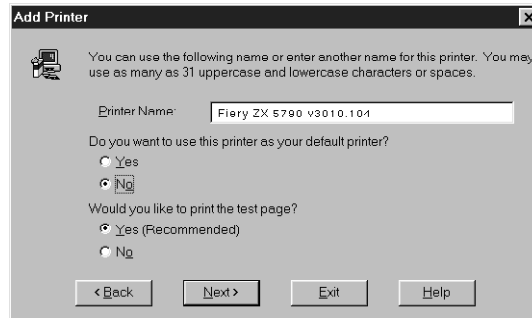 Add Printer
You can use the following name or enter another name for this printer. You may
use as many as 31 uppercase and lowercase characters or spaces.
Printer Name: Fiery ZX 5790 v3010.104
Do you want to use this printer as your default printer?
Yes
No
Would you like to print the test page?
Yes (Recommended)
No
< Back Next > Exit Help